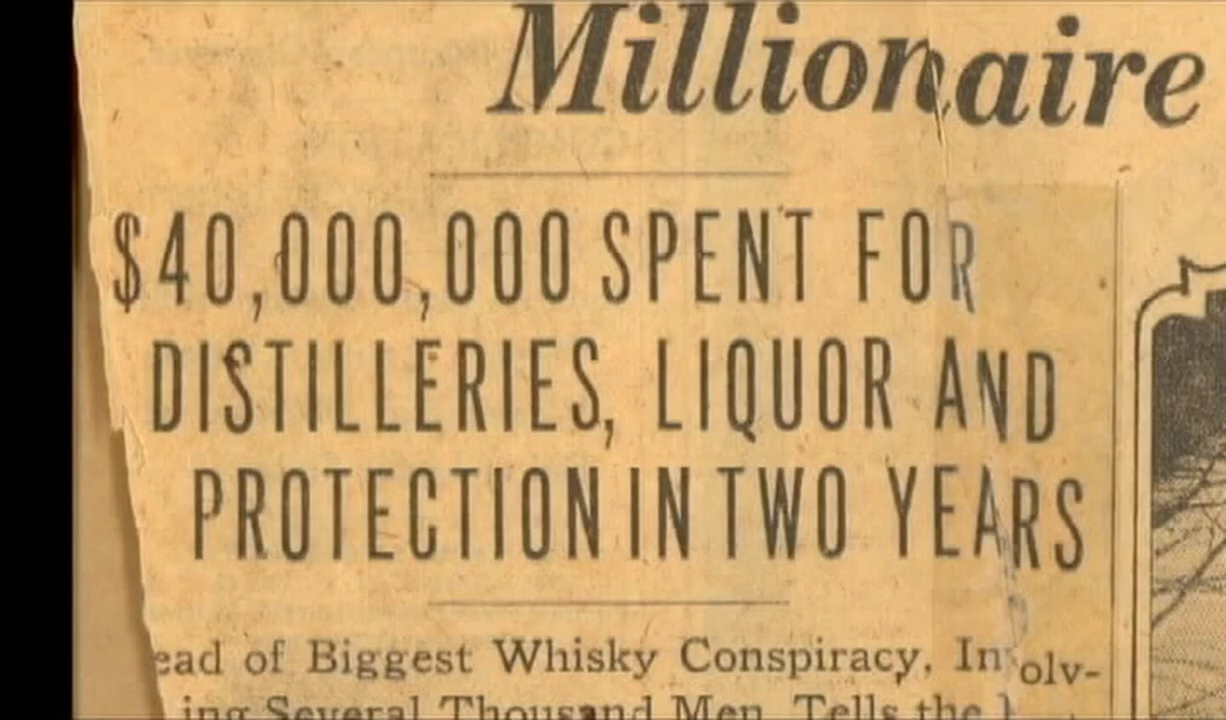 Millionaire
$40,000,000 SPENT FOR
DISTILLERIES, LIQUOR AND
PROTECTION IN TWO YEARS
ead of Biggest Whisky Conspiracy, Involv-
ing Several Thousand Men, Tells the